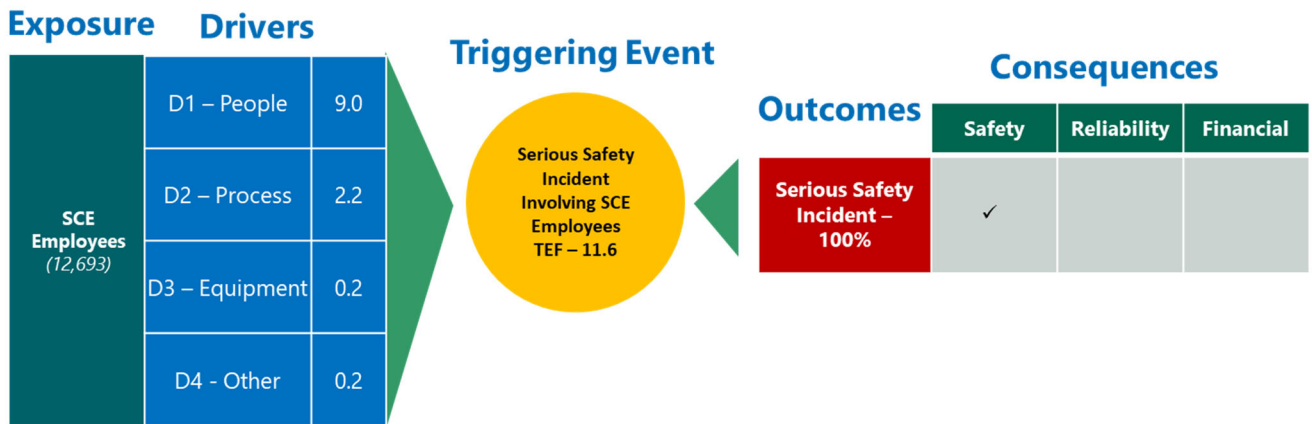 Exposure
Drivers
SCE
Employees
(12,693)
D1 – People
9.0
D2 – Process
2.2
D3 – Equipment
0.2
D4 - Other
0.2
Triggering Event
Serious Safety
Incident
Involving SCE
Employees
TEF – 11.6
Outcomes
Consequences
Safety
Reliability
Financial
Serious Safety
Incident –
100%
✓